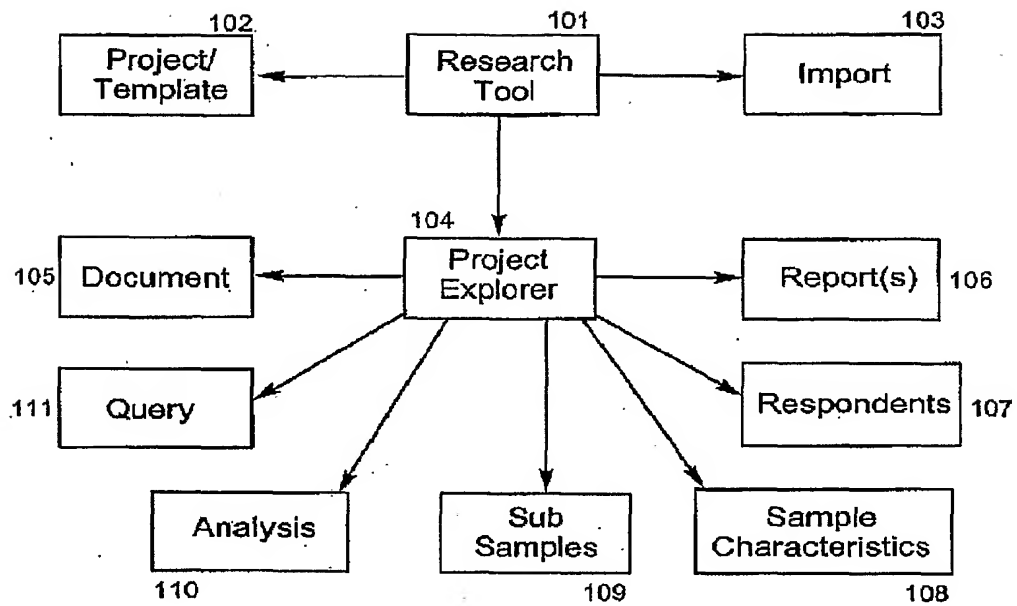 102
101
103
Project/
Template
Research
Tool
Import
104
105
Document
Project
Explorer
Report(s)
106
111
Query
Respondents
107
Analysis
Sub
Samples
Sample
Characteristics
110
109
108